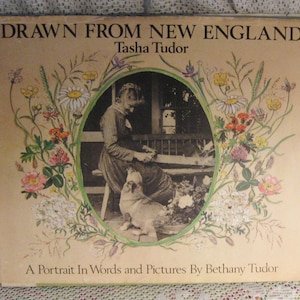 DRAWN FROM NEW ENGLAND
Tasha Tudor
A Portrait In Words and Pictures By Bethany Tudor